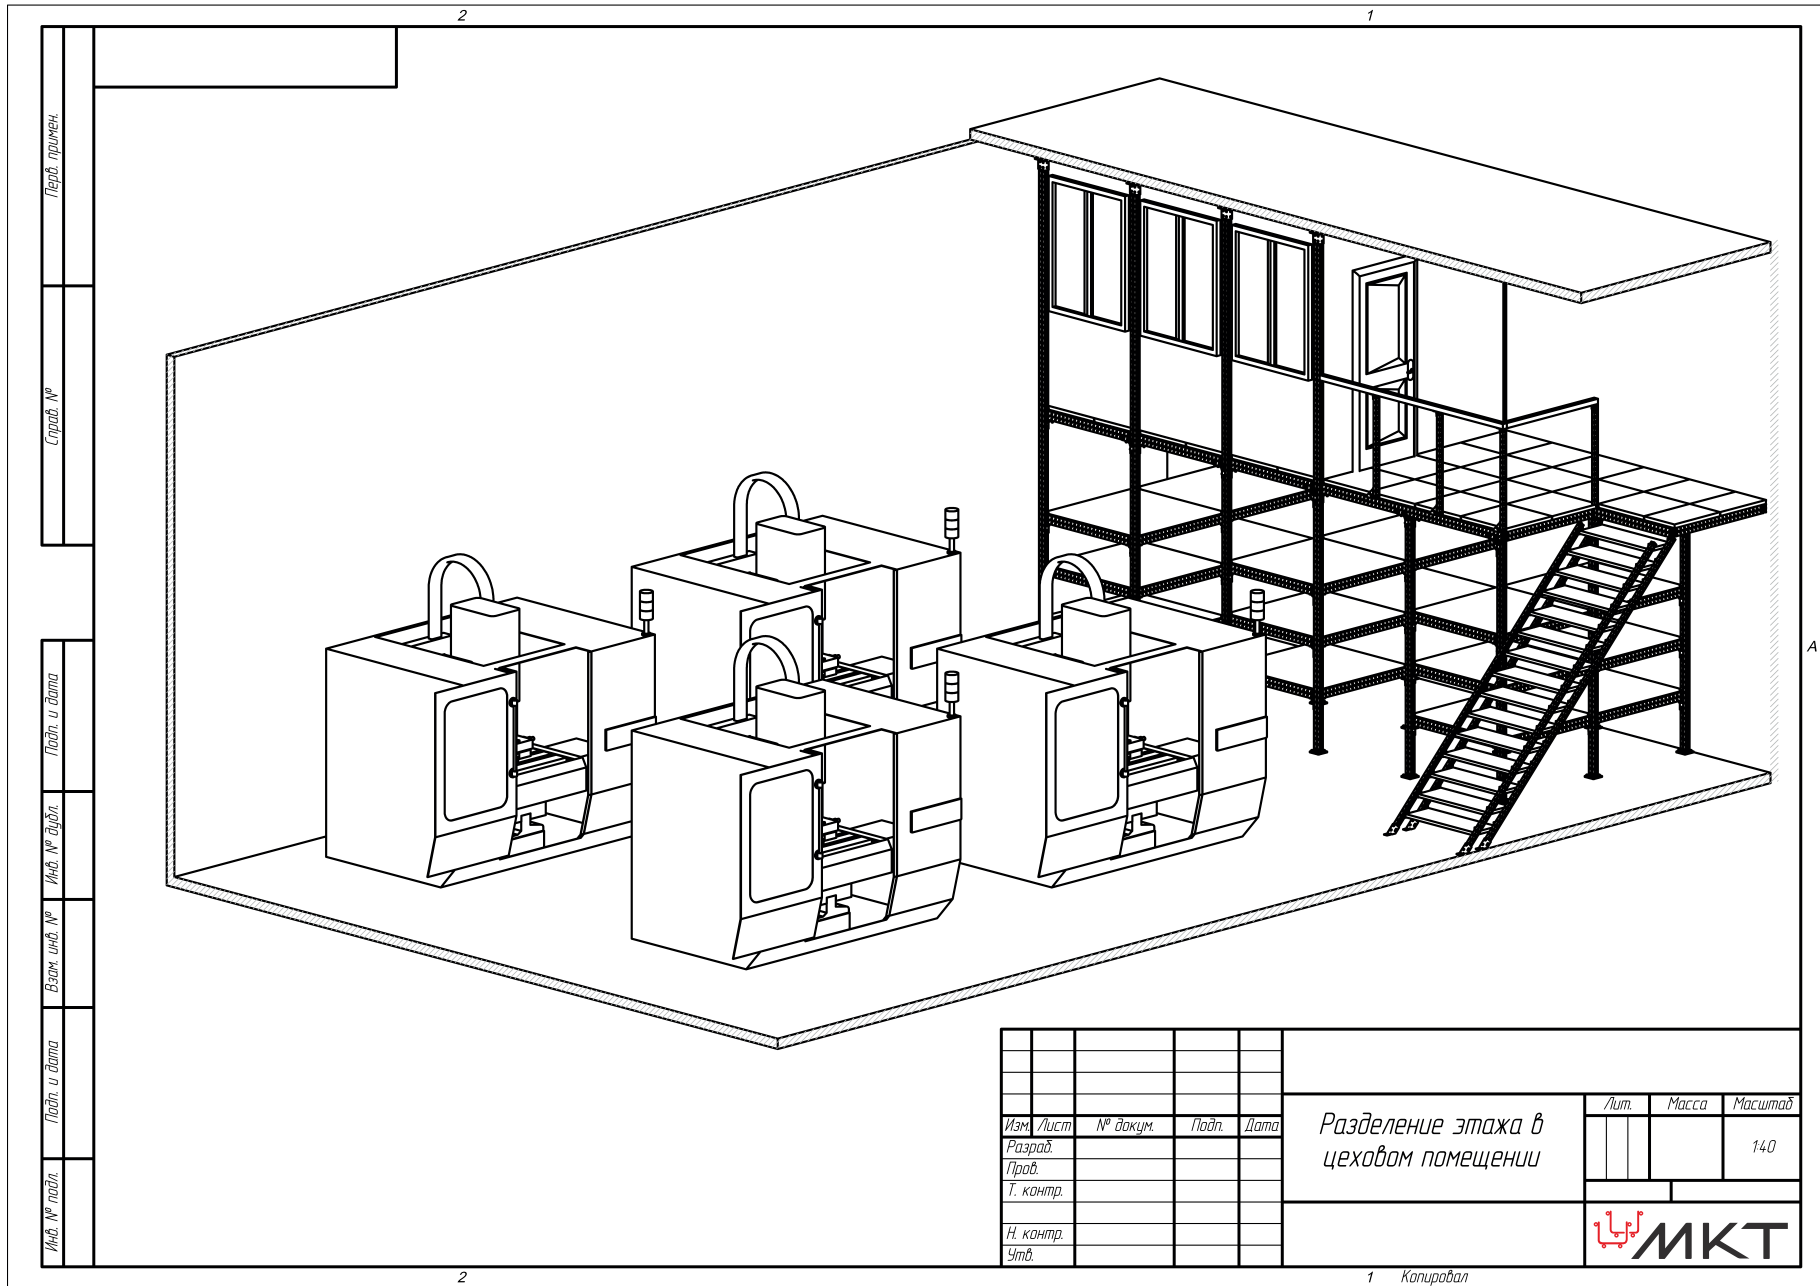 2
1
Перв. примен.
Справ. №
Подп. и дата
Инв. № дубл.
Взам. инв. №
Подп. и дата
Инв. № подл.
А
Изм.
Лист
№ докум.
Подп.
Дата
Разраб.
Пров.
Т. контр.
Н. контр.
Утв.
Разделение этажа в
цеховом помещении
Лит.
Масса
Масштаб
1:40
МКТ
2
1
Копировал